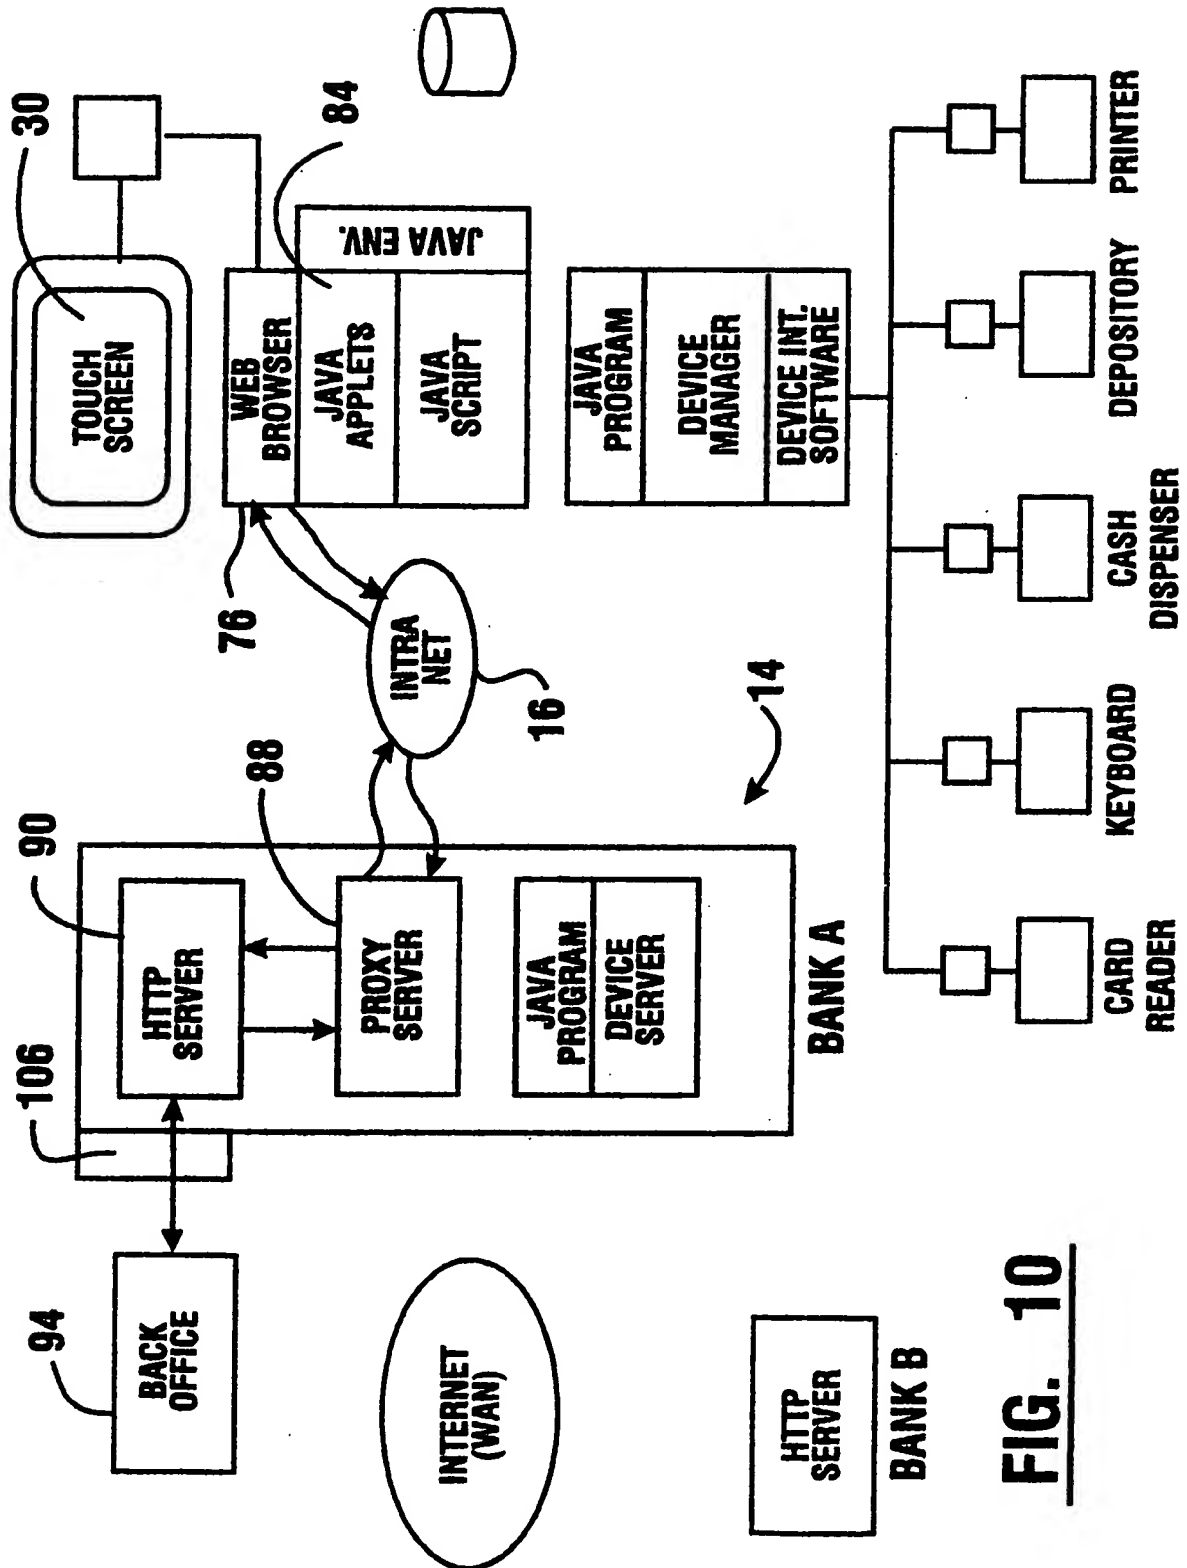 94
BACK
OFFICE
106
90
HTTP
SERVER
88
PROXY
SERVER
JAVA
PROGRAM
DEVICE
SERVER
BANK A
INTERNET
(WAN)
HTTP
SERVER
BANK B
INTRA
NET
16
14
76
30
TOUCH
SCREEN
84
WEB
BROWSER
JAVA
APPLETS
JAVA
SCRIPT
JAVA ENV.
JAVA
PROGRAM
DEVICE
MANAGER
DEVICE INT.
SOFTWARE
CARD
READER
KEYBOARD
CASH
DISPENSER
DEPOSITORY
PRINTER
FIG. 10